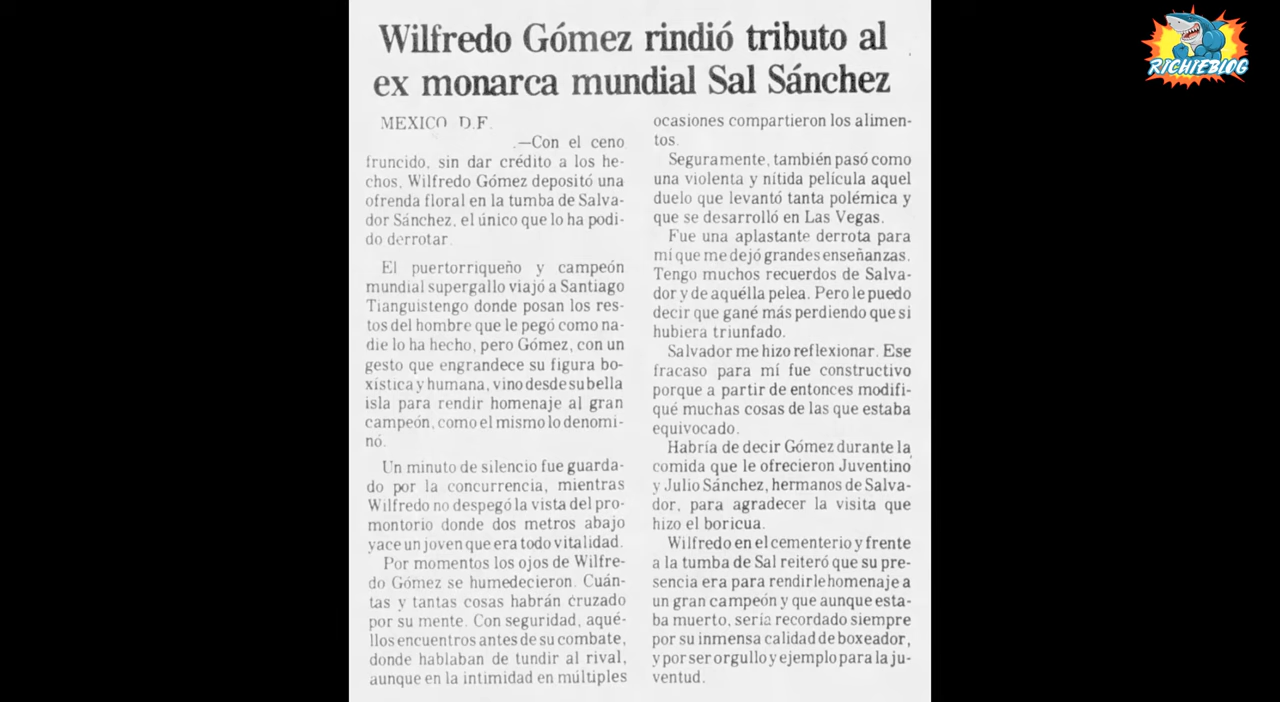 Wilfredo Gómez rindió tributo al
ex monarca mundial Sal Sánchez
MEXICO D.F.
.—Con el ceno
fruncido, sin dar crédito a los he-
chos, Wilfredo Gómez depositó una
ofrenda floral en la tumba de Salva-
dor Sánchez, el único que lo ha podi-
do derrotar.
El puertorriqueño y campeón
mundial supergallo viajó a Santiago
Tianguistengo donde posan los res-
tos del hombre que le pegó como na-
die lo ha hecho, pero Gómez, con un
gesto que engrandece su figura bo-
xística y humana, vino desde su bella
isla para rendir homenaje al gran
campeón, como el mismo lo denomi-
nó.
Un minuto de silencio fue guarda-
do por la concurrencia, mientras
Wilfredo no despegó la vista del pro-
montorio donde dos metros abajo
yace un joven que era todo vitalidad.
Por momentos los ojos de Wilfre-
do Gómez se humedecieron. Cuán-
tas y tantas cosas habrán cruzado
por su mente. Con seguridad, aqué-
llos encuentros antes de su combate,
donde hablaban de tundir al rival,
aunque en la intimidad en múltiples
ocasiones compartieron los alimen-
tos.
Seguramente, también pasó como
una violenta y nítida película aquel
duelo que levantó tanta polémica y
que se desarrolló en Las Vegas.
Fue una aplastante derrota para
mí que me dejó grandes enseñanzas.
Tengo muchos recuerdos de Salva-
dor y de aquélla pelea. Pero le puedo
decir que gané más perdiendo que si
hubiera triunfado.
Salvador me hizo reflexionar. Ese
fracaso para mí fue constructivo
porque a partir de entonces modifi-
qué muchas cosas de las que estaba
equivocado.
Habría de decir Gómez durante la
comida que le ofrecieron Juventino
y Julio Sánchez, hermanos de Salva-
dor, para agradecer la visita que
hizo el boricua.
Wilfredo en el cementerio y frente
a la tumba de Sal reiteró que su pre-
sencia era para rendirle homenaje a
un gran campeón y que aunque esta-
ba muerto, sería recordado siempre
por su inmensa calidad de boxeador,
y por ser orgullo y ejemplo para la ju-
ventud.
RICHIEBLOG